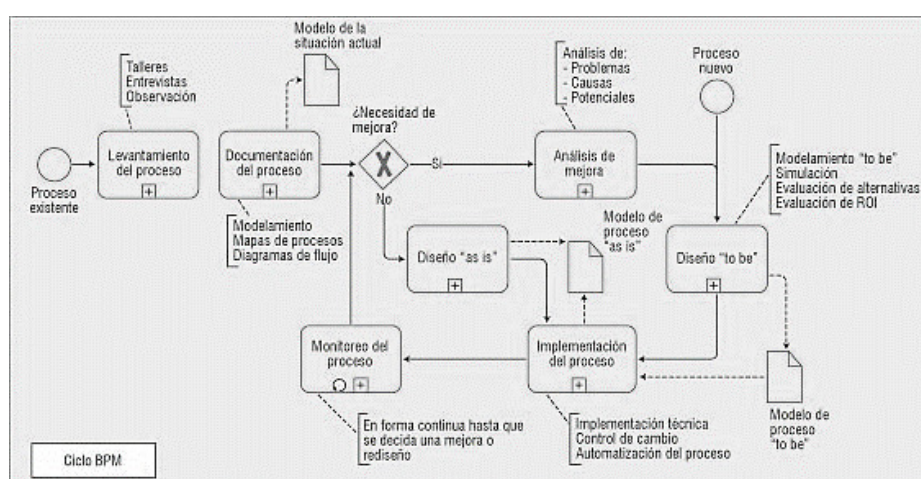 Modelo de la
situación actual
Talleres
Entrevistas
Observación
Análisis de:
- Problemas
- Causas
- Potenciales
Proceso
nuevo
¿Necesidad de
mejora?
Levantamiento
del proceso
Documentación
del proceso
X
Si
Análisis de
mejora
Modelamiento "to be"
Simulación
Evaluación de alternativas
Evaluación de ROI
Proceso
existente
No
Modelamiento
Mapas de procesos
Diagramas de flujo
Modelo de
proceso
"as is"
Diseño "as is"
Diseño "to be"
Monitoreo del
proceso
Implementación
del proceso
En forma continua hasta que
se decida una mejora o
rediseño
Implementación técnica
Control de cambio
Automatización del proceso
Modelo de
proceso
"to be"
Ciclo BPM